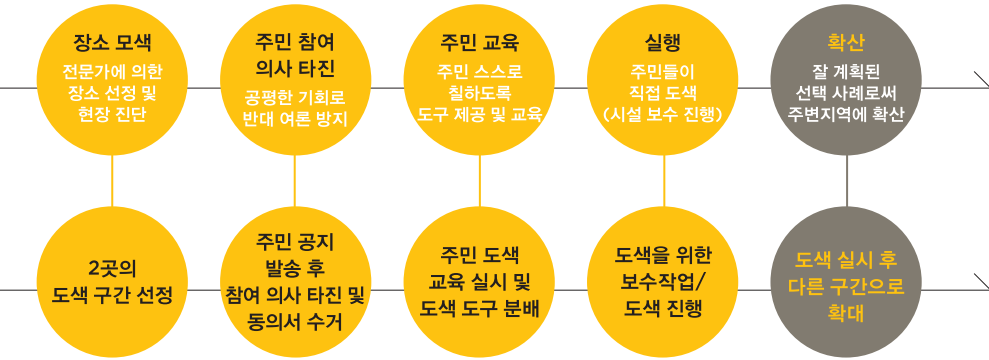 장소 모색
전문가에 의한
장소 선정 및
현장 진단
주민 참여
의사 타진
공평한 기회로
반대 여론 방지
주민 교육
주민 스스로
칠하도록
도구 제공 및 교육
실행
주민들이
직접 도색
(시설 보수 진행)
확산
잘 계획된
선택 사례로써
주변지역에 확산
2곳의
도색 구간 선정
주민 공지
발송 후
참여 의사 타진 및
동의서 수거
주민 도색
교육 실시 및
도색 도구 분배
도색을 위한
보수작업/
도색 진행
도색 실시 후
다른 구간으로
확대